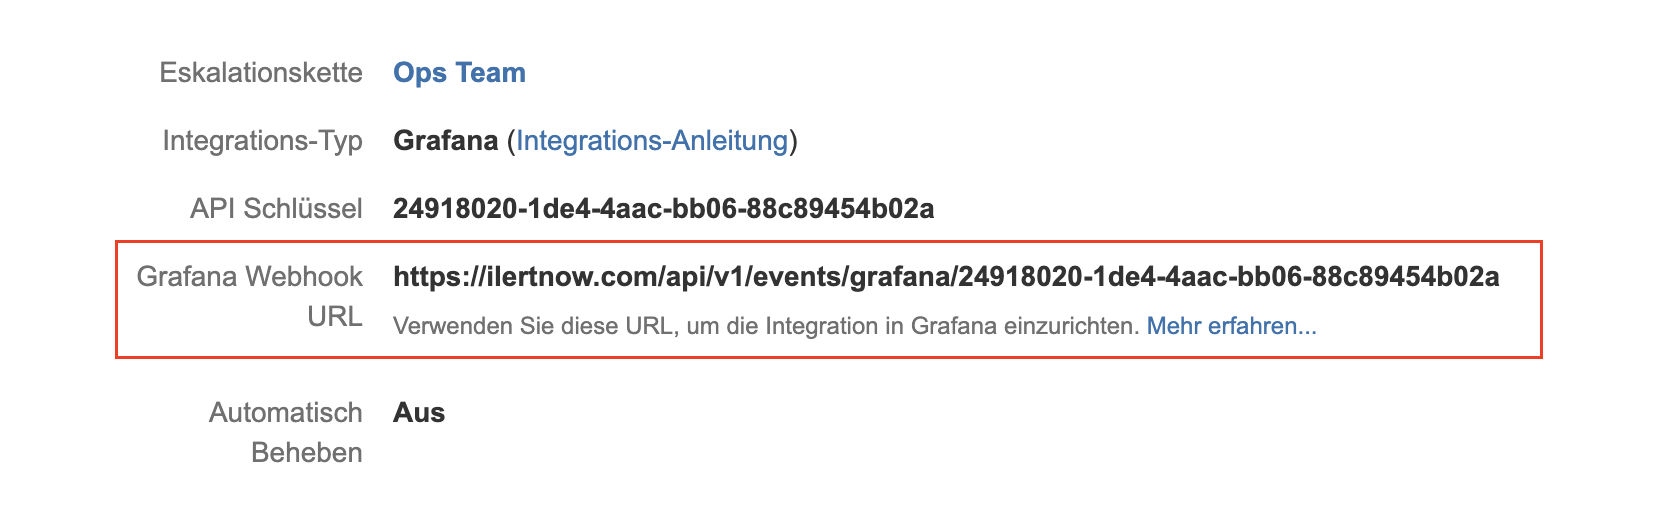 Eskalationskette Ops Team
Integrations-Typ Grafana (Integrations-Anleitung)
API Schlüssel 24918020-1de4-4aac-bb06-88c89454b02a
Grafana Webhook URL https://ilertnow.com/api/v1/events/grafana/24918020-1de4-4aac-bb06-88c89454b02a
Verwenden Sie diese URL, um die Integration in Grafana einzurichten. Mehr erfahren...
Automatisch Beheben Aus